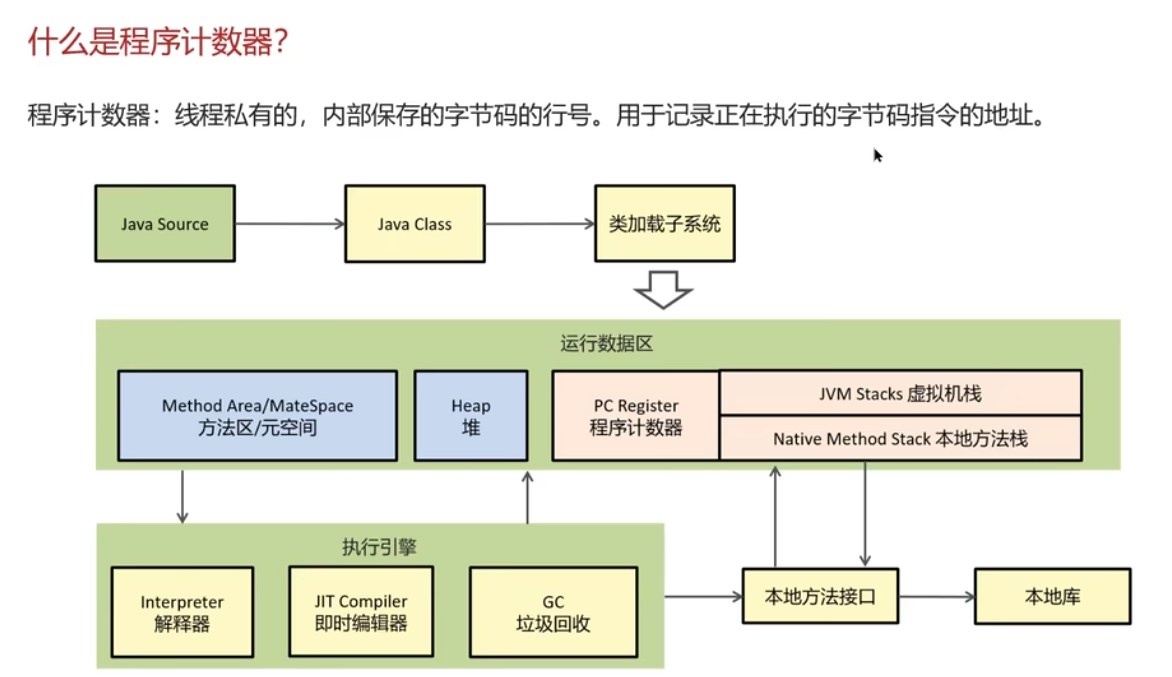 什么是程序计数器?
程序计数器：线程私有的，内部保存的字节码的行号。用于记录正在执行的字节码指令的地址。
Java Source
Java Class
类加载子系统
运行数据区
Method Area/MateSpace
方法区/元空间
Heap
堆
PC Register
程序计数器
JVM Stacks 虚拟机栈
Native Method Stack 本地方法栈
执行引擎
Interpreter
解释器
JIT Compiler
即时编辑器
GC
垃圾回收
本地方法接口
本地库